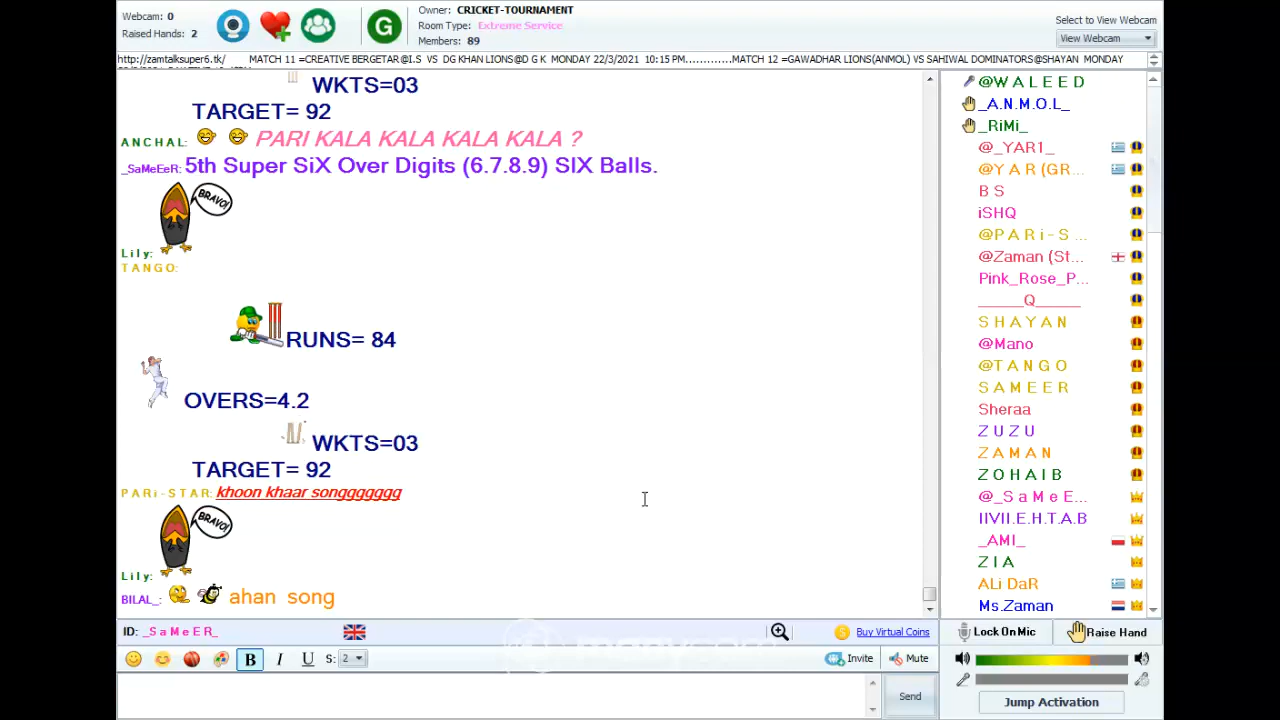 Webcam: 0
Raised Hands: 2
G
Owner: CRICKET-TOURNAMENT
Room Type: Extreme Service
Members: 89
Select to View Webcam
View Webcam
http://zamtalksuper6.tk/ MATCH 11 =CREATIVE BERGETAR@I.S VS DG KHAN LIONS@D G K MONDAY 22/3/2021 10:15 PM.............MATCH 12 =GAWADHAR LIONS(ANMOL) VS SAHIWAL DOMINATORS@SHAYAN MONDAY
WKTS=03
TARGET= 92
ANCHAL: PARI KALA KALA KALA KALA ?
_SaMeEeR: 5th Super SiX Over Digits (6.7.8.9) SIX Balls.
BRAVO!
Lily:
TANGO:
RUNS= 84
OVERS=4.2
WKTS=03
TARGET= 92
PARi-STAR: khoon khaar songgggggg
BRAVO!
Lily:
BILAL_: ahan song
@W A L E E D
_A.N.M.O.L_
_RiMi_
@_YAR1_
@Y A R (GR...
B S
iSHQ
@P A R i - S ...
@Zaman (St...
Pink_Rose_P...
_____Q_____
S H A Y A N
@Mano
@T A N G O
S A M E E R
Sheraa
Z U Z U
Z A M A N
Z O H A I B
@_S a M e E...
IIVII.E.H.T.A.B
_AMI_
Z I A
ALi DaR
Ms.Zaman
ID: _S a M e E R_
Buy Virtual Coins
Lock On Mic
Raise Hand
B I U S: 2
Invite
Mute
Send
Jump Activation